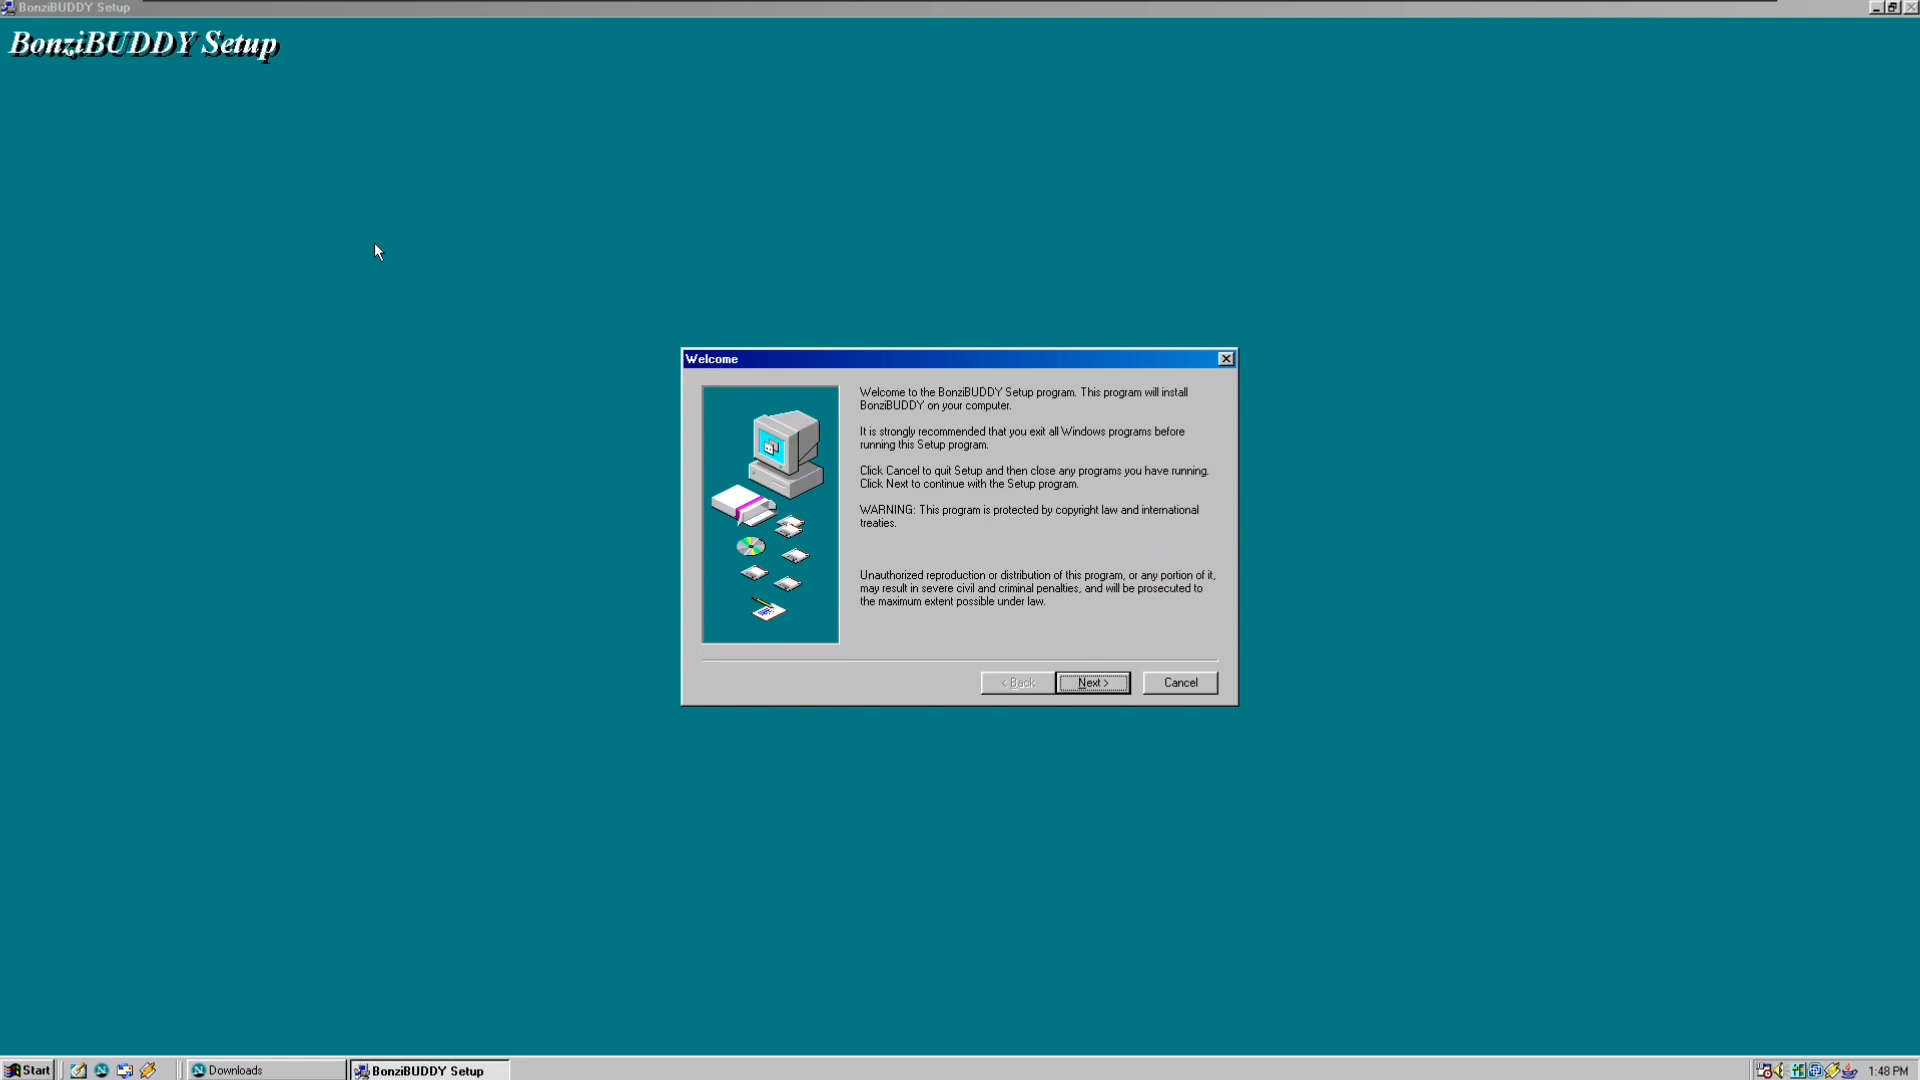 BonziBUDDY Setup
BonziBUDDY Setup
Welcome
Welcome to the BonziBUDDY Setup program. This program will install
BonziBUDDY on your computer.
It is strongly recommended that you exit all Windows programs before
running this Setup program.
Click Cancel to quit Setup and then close any programs you have running.
Click Next to continue with the Setup program.
WARNING: This program is protected by copyright law and international
treaties.
Unauthorized reproduction or distribution of this program, or any portion of it,
may result in severe civil and criminal penalties, and will be prosecuted to
the maximum extent possible under law.
< Back Next > Cancel
Start Downloads BonziBUDDY Setup 1:48 PM